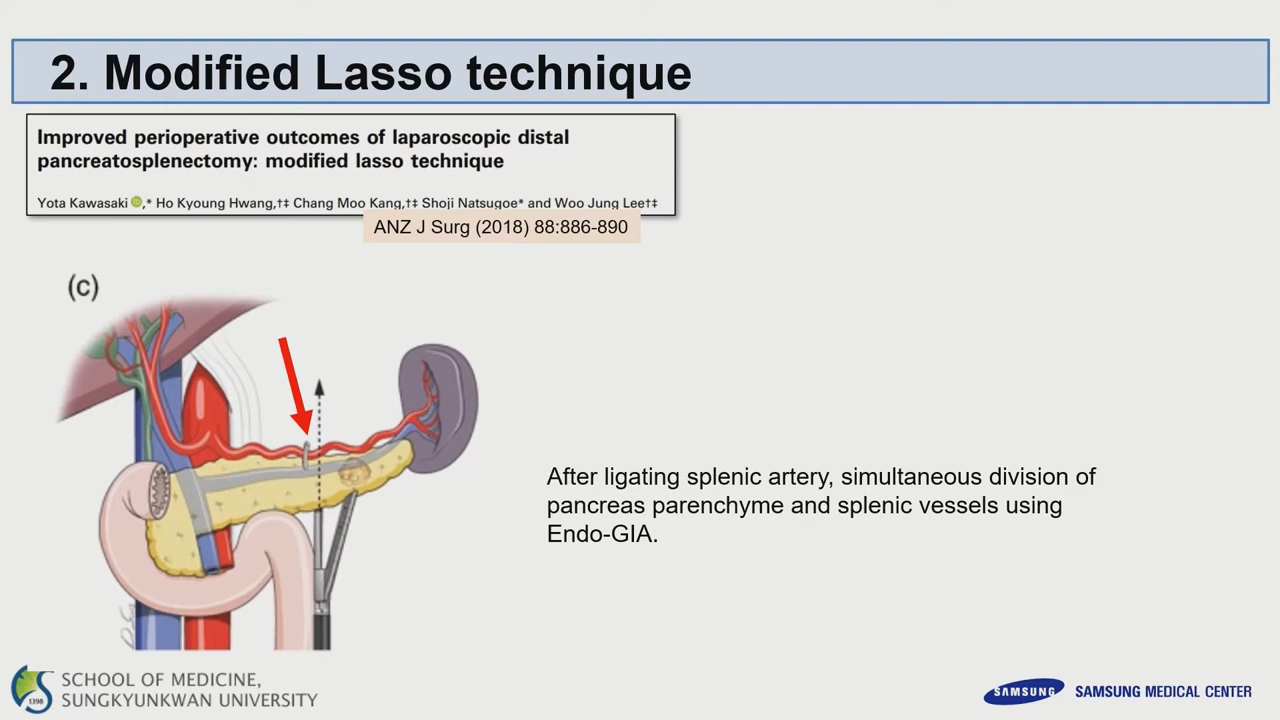 2. Modified Lasso technique
Improved perioperative outcomes of laparoscopic distal
pancreatosplenectomy: modified lasso technique
Yota Kawasaki ,* Ho Kyoung Hwang,†‡ Chang Moo Kang,†‡ Shoji Natsugoe* and Woo Jung Lee†‡
ANZ J Surg (2018) 88:886-890
(c)
After ligating splenic artery, simultaneous division of
pancreas parenchyme and splenic vessels using
Endo-GIA.
1398
SCHOOL OF MEDICINE,
SUNGKYUNKWAN UNIVERSITY
SAMSUNG
SAMSUNG MEDICAL CENTER